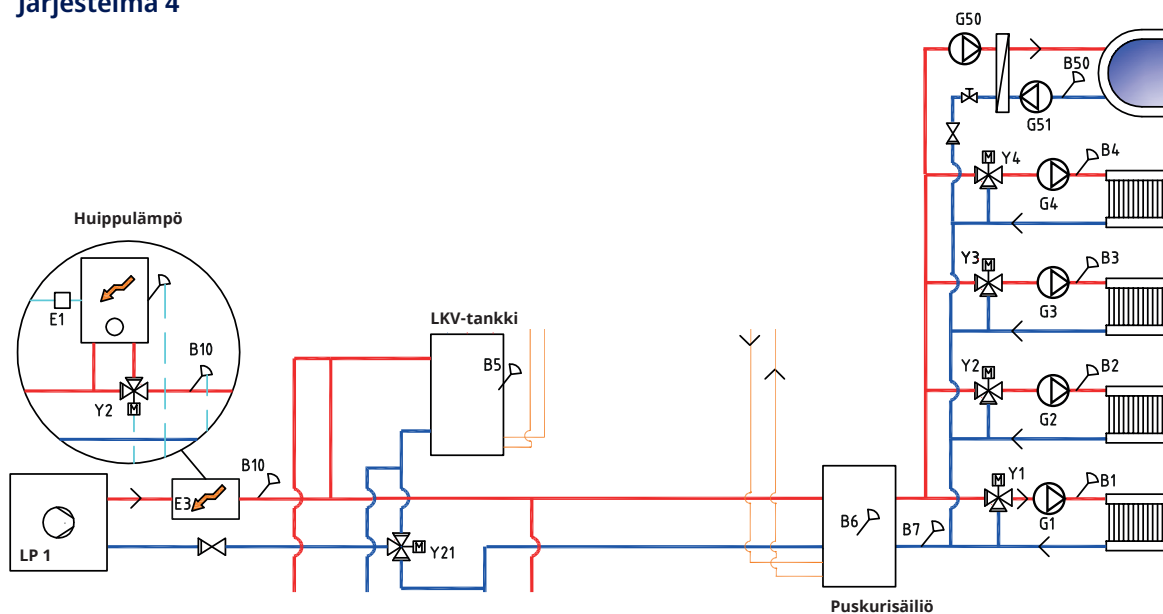 Järjestelmä 4
G50
B50
G51
Y4
B4
G4
Huippulämpö
Y3
B3
G3
E1
LKV-tankki
B10
B5
Y2
Y2
B2
G2
B10
Y1
B1
E3
B6
B7
G1
LP 1
M
Y21
M
M
M
M
M
Puskurisäiliö